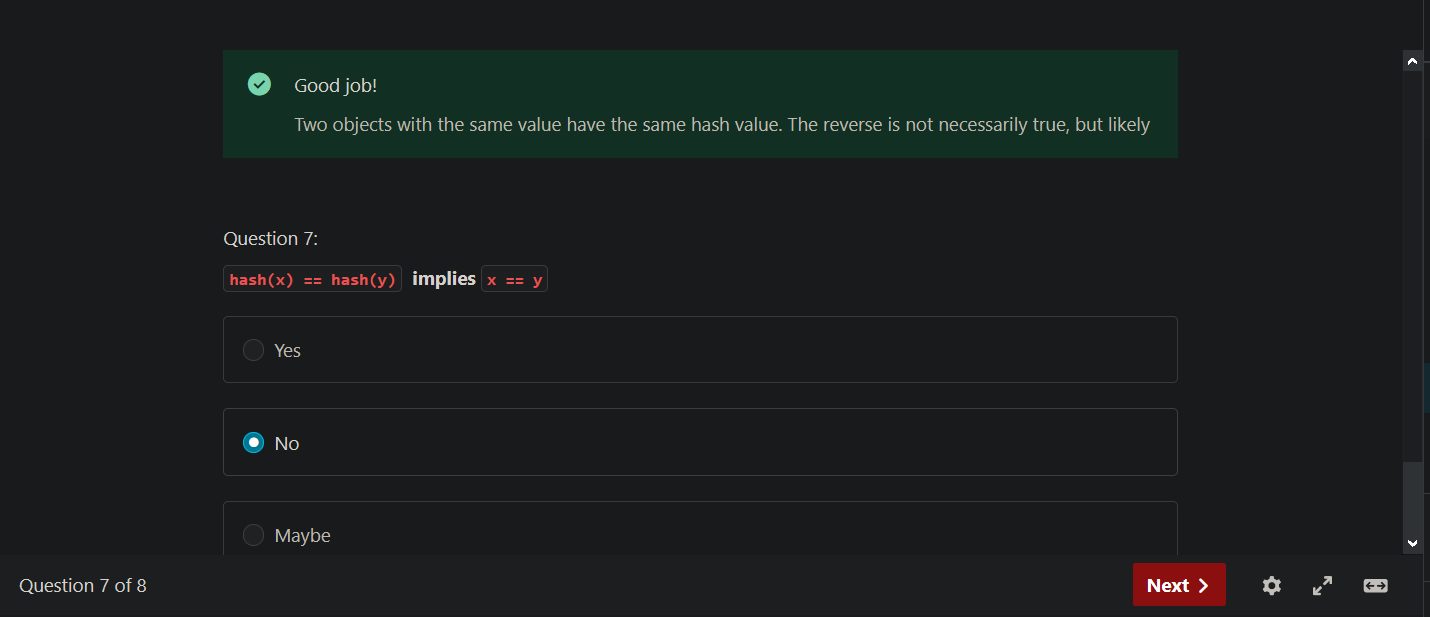 Good job!
Two objects with the same value have the same hash value. The reverse is not necessarily true, but likely
Question 7:
hash(x) == hash(y) implies x == y
Yes
No
Maybe
Question 7 of 8
Next